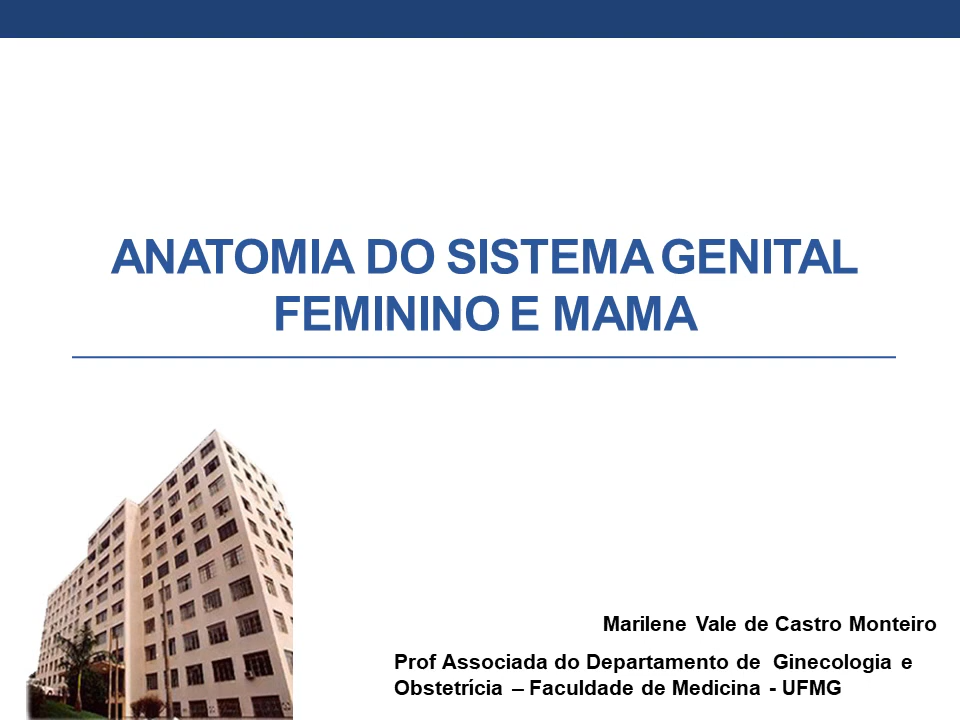 ANATOMIA DO SISTEMA GENITAL
FEMININO E MAMA
Marilene Vale de Castro Monteiro
Prof Associada do Departamento de Ginecologia e
Obstetrícia – Faculdade de Medicina - UFMG